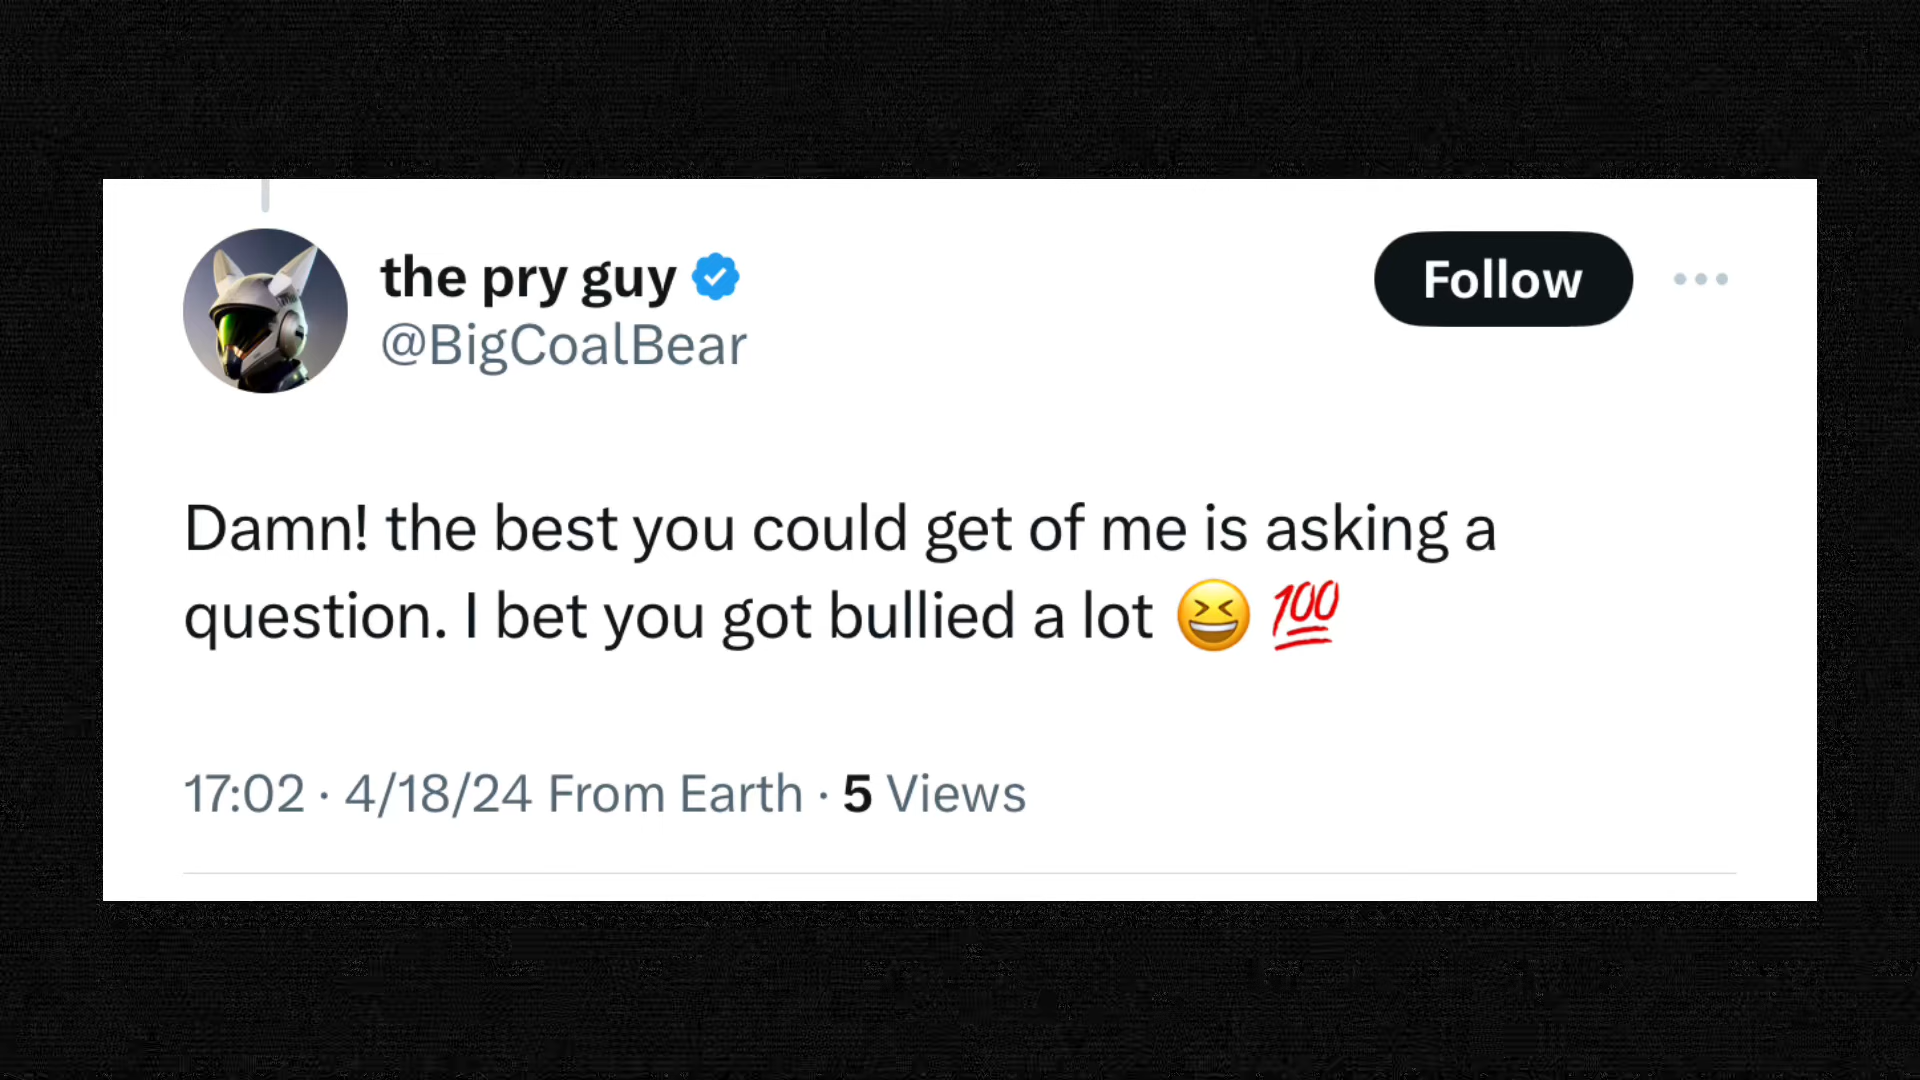 the pry guy
Follow
@BigCoalBear
Damn! the best you could get of me is asking a
question. I bet you got bullied a lot 😆 💯
17:02 · 4/18/24 From Earth · 5 Views